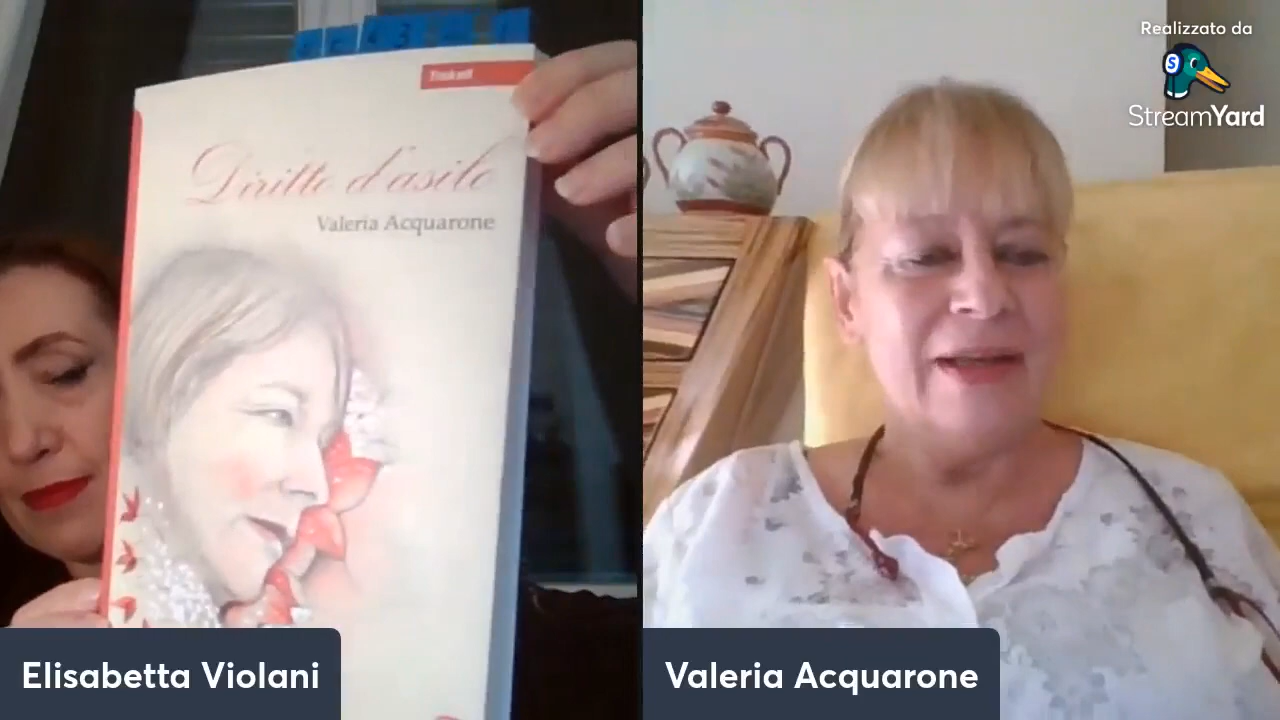 Diritto d'asilo
Valeria Acquarone
Elisabetta Violani
Realizzato da
S
StreamYard
Valeria Acquarone